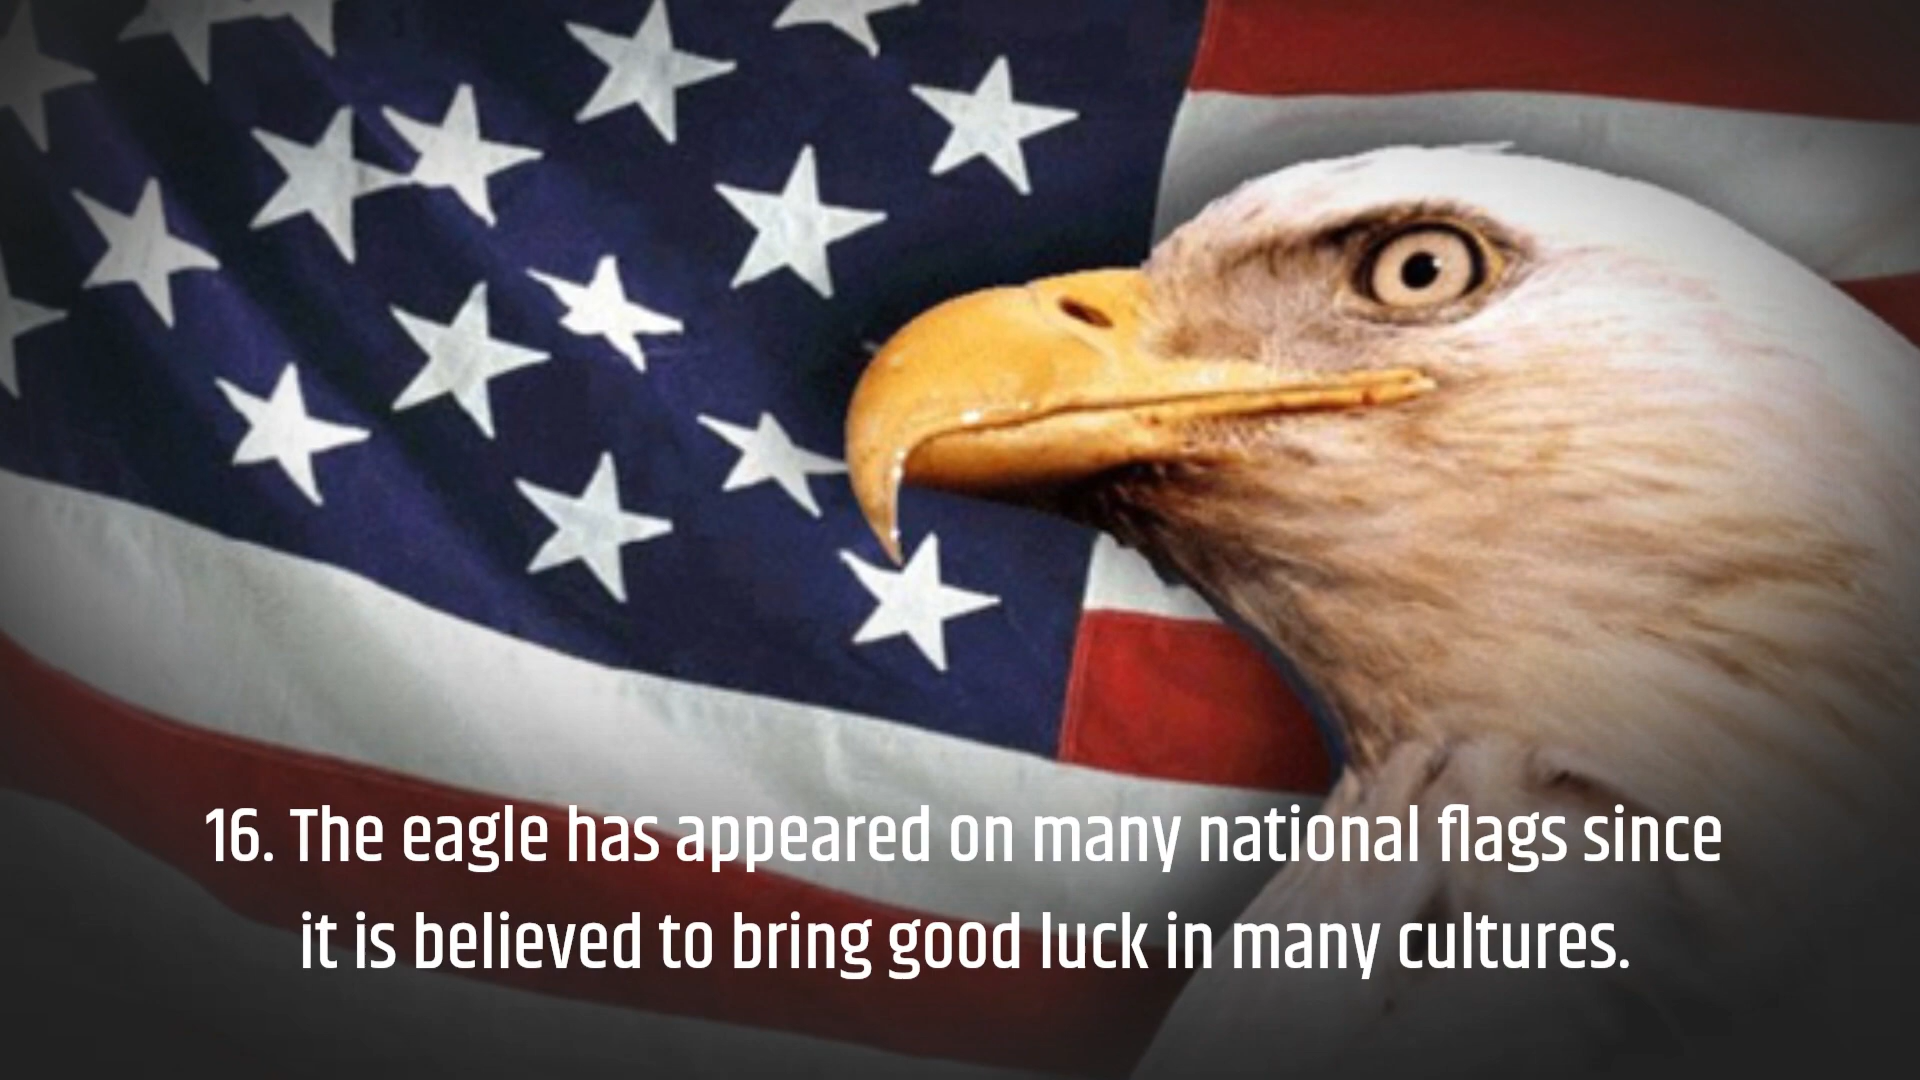 16. The eagle has appeared on many national flags since
it is believed to bring good luck in many cultures.